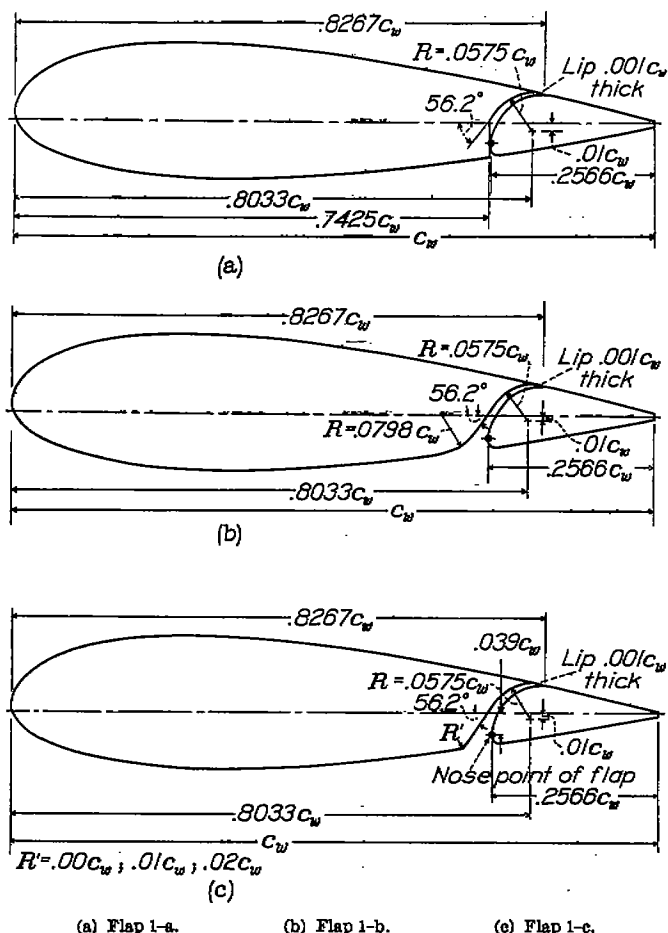 .8267c_w
R=.0575c_w
Lip .001c_w
thick
56.2°
.01c_w
.2566c_w
.8033c_w
.7425c_w
c_w
(a)
.8267c_w
R=.0575c_w
Lip .001c_w
thick
56.2°
R=.0798 c_w
.01c_w
.2566c_w
.8033c_w
c_w
(b)
.8267c_w
.039c_w
Lip .001c_w
thick
R=.0575c_w
56.2°
R'
.01c_w
Nose point of flap
.2566c_w
.8033c_w
c_w
R'=.00c_w ; .01c_w ; .02c_w
(c)
(a) Flap 1-a. (b) Flap 1-b. (c) Flap 1-c.